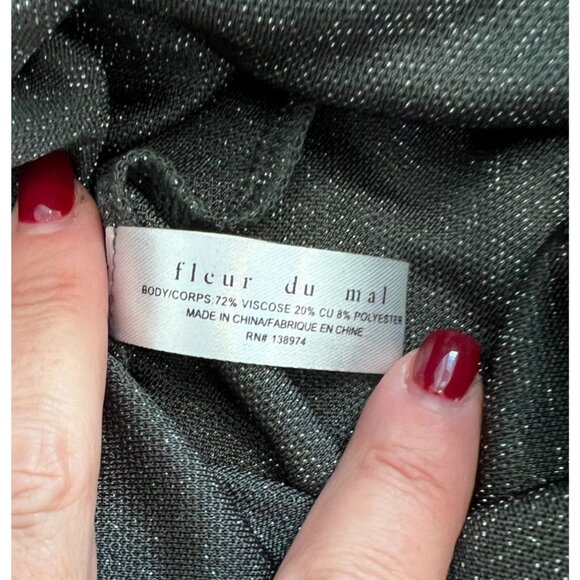 fleur du mal
BODY/CORPS: 72% VISCOSE 20% CU 8% POLYESTER
MADE IN CHINA/FABRIQUE EN CHINE
RN# 138974